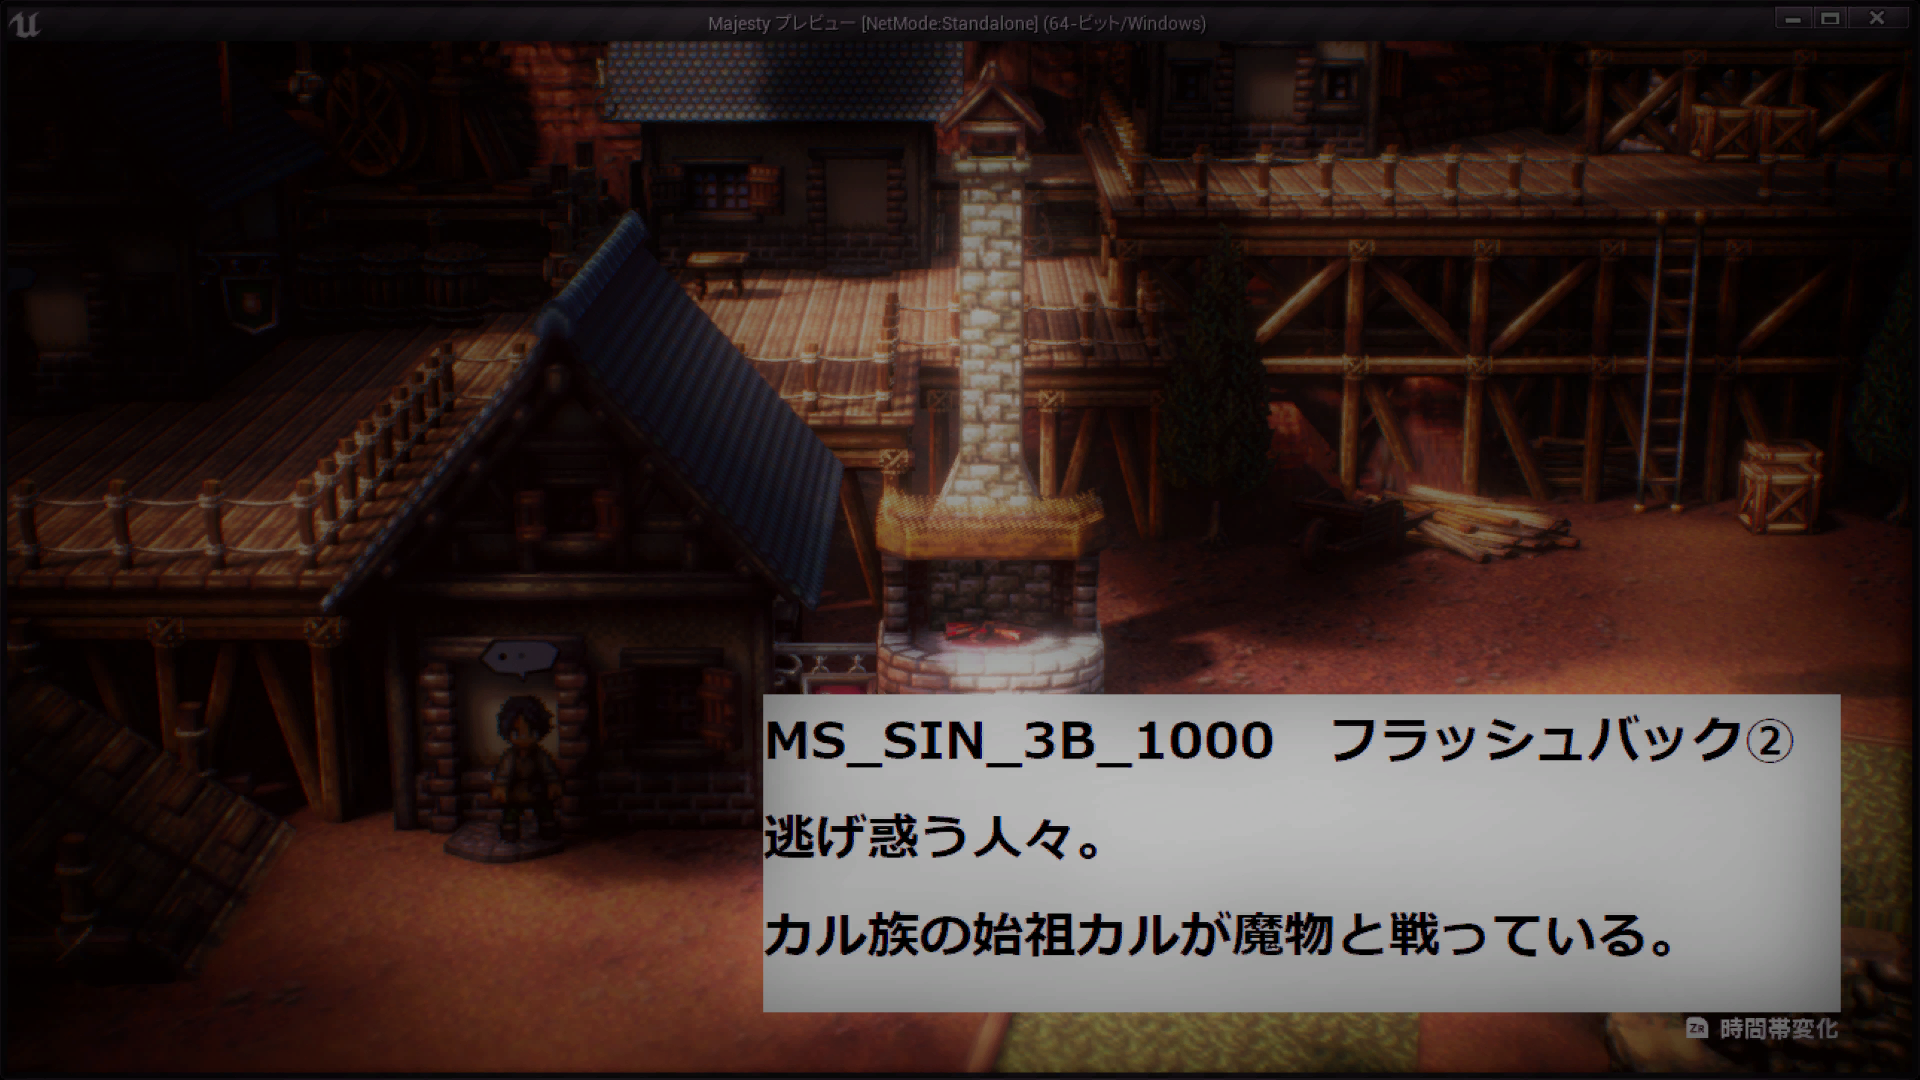 Majesty プレビュー [NetMode:Standalone] (64-ビット/Windows)
MS_SIN_3B_1000　フラッシュバック②
逃げ惑う人々。
カル族の始祖カルが魔物と戦っている。
ZR 時間帯変化